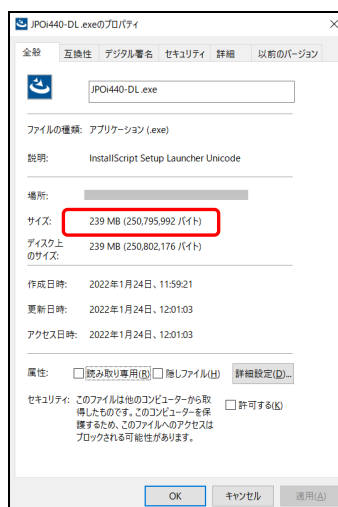 JPOi440-DL .exeのプロパティ
全般 互換性 デジタル署名 セキュリティ 詳細 以前のバージョン
JPOi440-DL .exe
ファイルの種類: アプリケーション (.exe)
説明: InstallScript Setup Launcher Unicode
場所:
サイズ: 239 MB (250,795,992 バイト)
ディスク上
のサイズ: 239 MB (250,802,176 バイト)
作成日時: 2022年1月24日、11:59:21
更新日時: 2022年1月24日、12:01:03
アクセス日時: 2022年1月24日、12:01:03
属性: 読み取り専用(R) 隠しファイル(H) 詳細設定(D)...
セキュリティ: このファイルは他のコンピューターから取
得したものです。このコンピューターを保
護するため、このファイルへのアクセスは
ブロックされる可能性があります。
許可する(K)
OK キャンセル 適用(A)